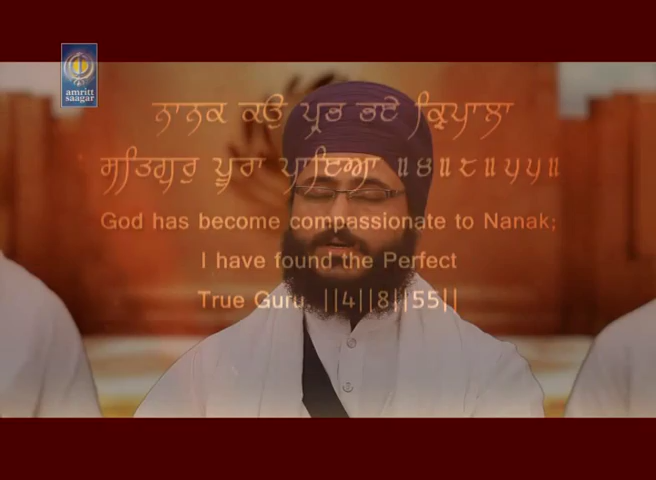 amritt
saagar
ਨਾਨਕ ਕਉ ਪ੍ਰਭ ਭਏ ਕ੍ਰਿਪਾਲਾ
ਸਤਿਗੁਰੁ ਪੂਰਾ ਪਾਇਆ ॥੪॥੮॥੫੫॥
God has become compassionate to Nanak;
I have found the Perfect
True Guru. ||4||8||55||